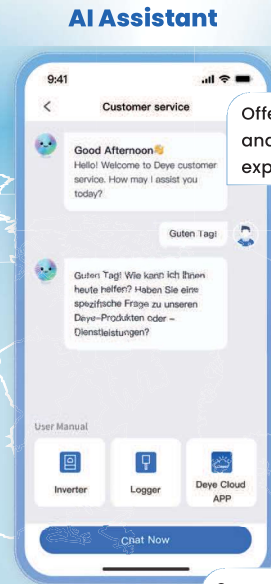 AI Assistant
9:41
Customer service
Offe
and
exp
Good Afternoon👋
Hello! Welcome to Deye customer
service. How may I assist you
today?
Guten Tag!
Guten Tag! Wie kann ich Ihnen
heute helfen? Haben Sie eine
spezifische Frage zu unseren
Deye-Produkten oder -
Dienstleistungen?
User Manual
Inverter
Logger
Deye Cloud
APP
Chat Now